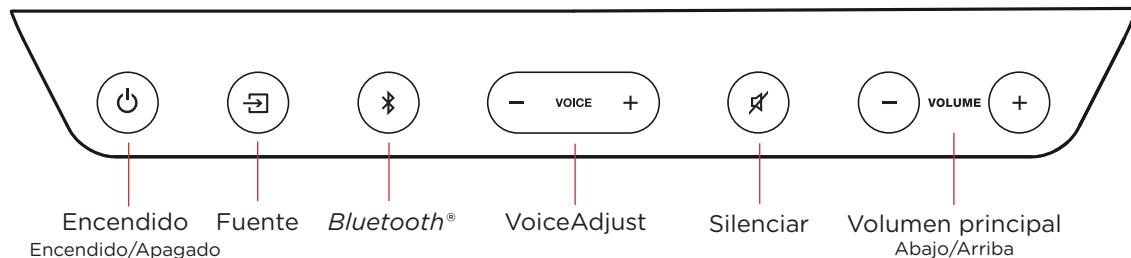 VOICE
VOLUME
Encendido Fuente Bluetooth® VoiceAdjust Silenciar Volumen principal
Encendido/Apagado Abajo/Arriba